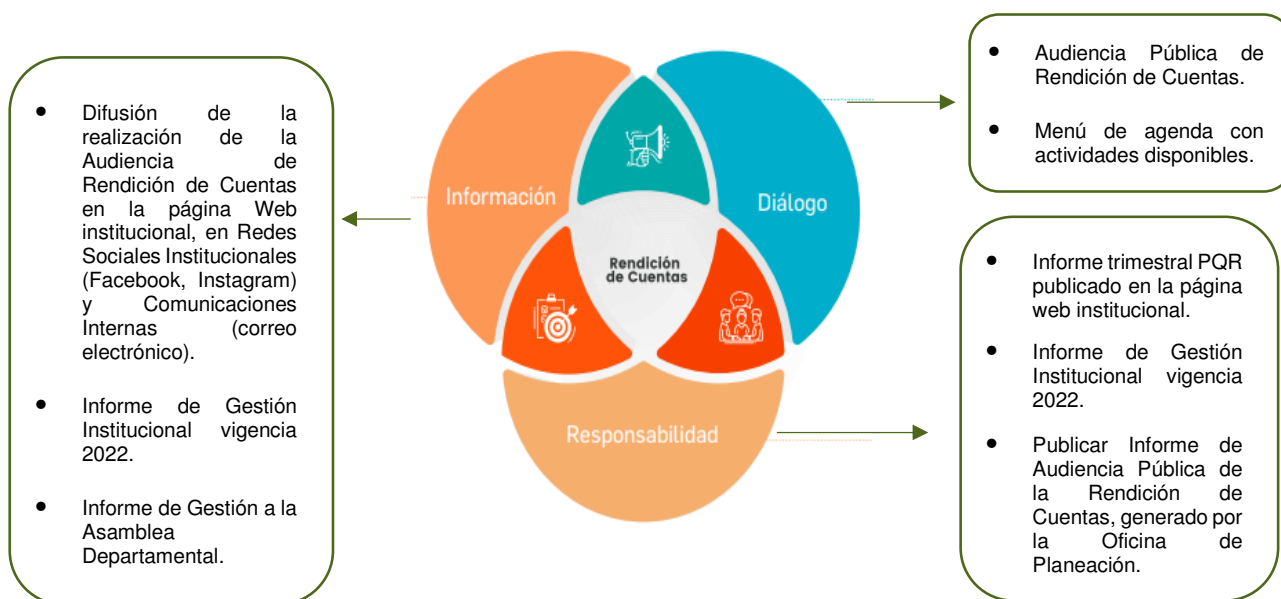 • Difusión de la
realización de la
Audiencia de
Rendición de Cuentas
en la página Web
institucional, en Redes
Sociales Institucionales
(Facebook, Instagram)
y Comunicaciones
Internas (correo
electrónico).
• Informe de Gestión
Institucional vigencia
2022.
• Informe de Gestión a la
Asamblea
Departamental.
Información
Diálogo
Rendición
de Cuentas
Responsabilidad
• Audiencia Pública de
Rendición de Cuentas.
• Menú de agenda con
actividades disponibles.
• Informe trimestral PQR
publicado en la página
web institucional.
• Informe de Gestión
Institucional vigencia
2022.
• Publicar Informe de
Audiencia Pública de
la Rendición de
Cuentas, generado por
la Oficina de
Planeación.